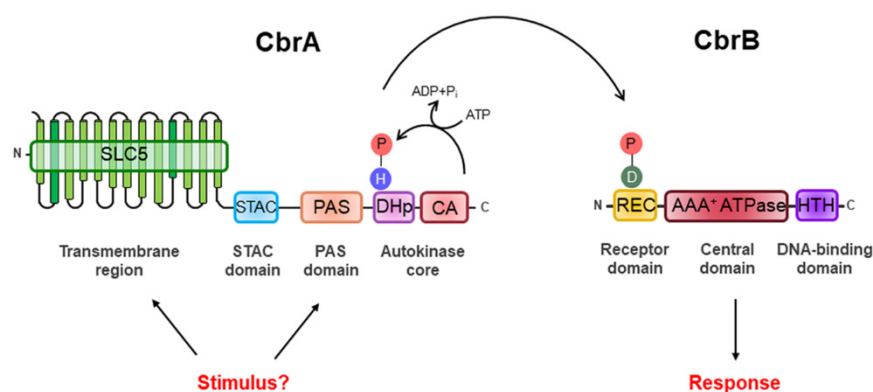 CbrA
CbrB
ADP+Pi
ATP
P
P
N
SLC5
H
D
STAC
PAS
DHp
CA
C
N
REC
AAA+ ATPase
HTH
C
Transmembrane
region
STAC
domain
PAS
domain
Autokinase
core
Receptor
domain
Central
domain
DNA-binding
domain
Stimulus?
Response